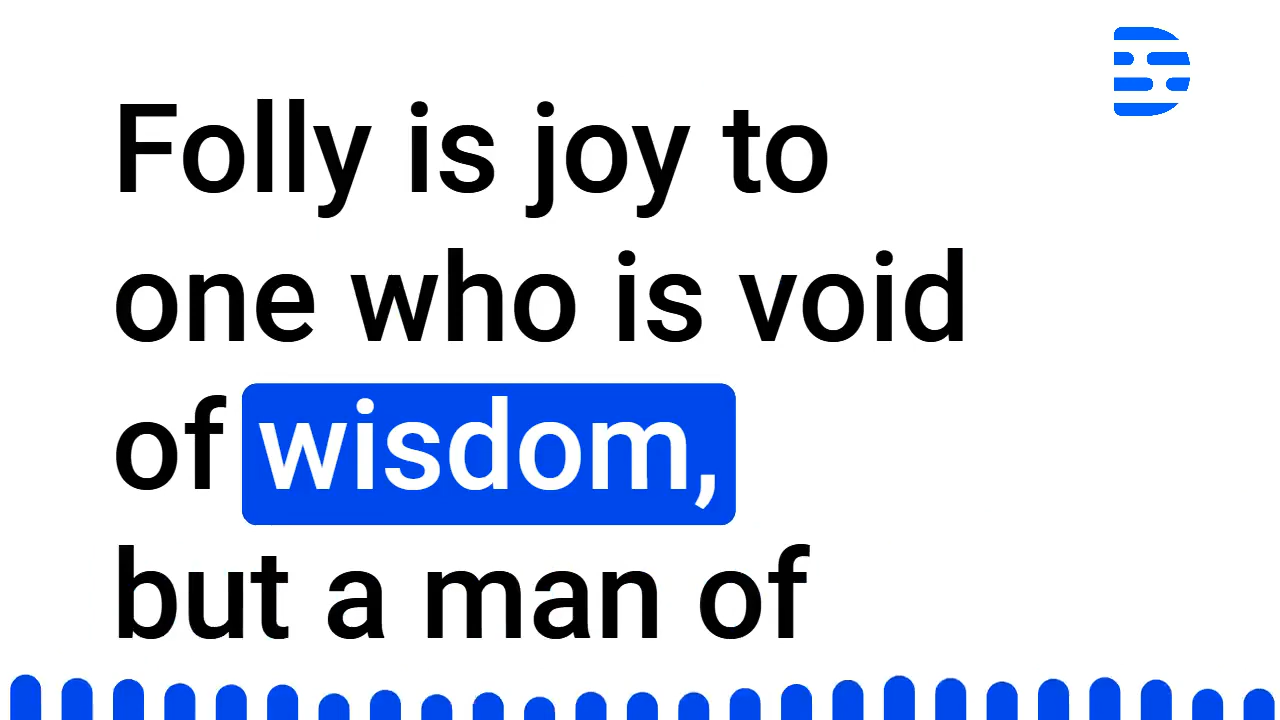 Folly is joy to
one who is void
of wisdom,
but a man of